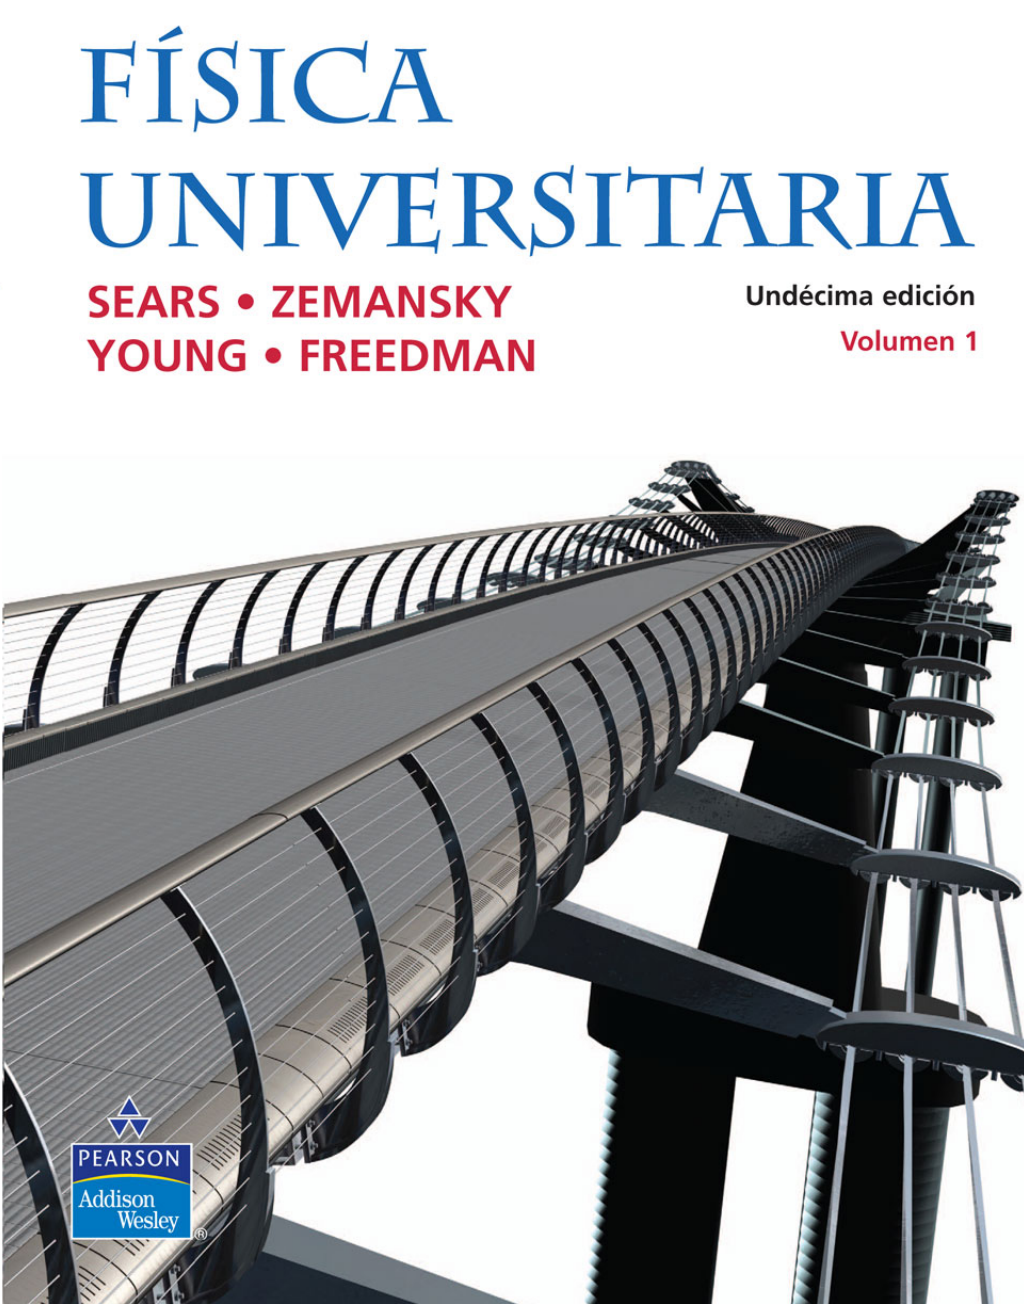 FÍSICA
UNIVERSITARIA
SEARS • ZEMANSKY
YOUNG • FREEDMAN
Undécima edición
Volumen 1
PEARSON
Addison
Wesley
®